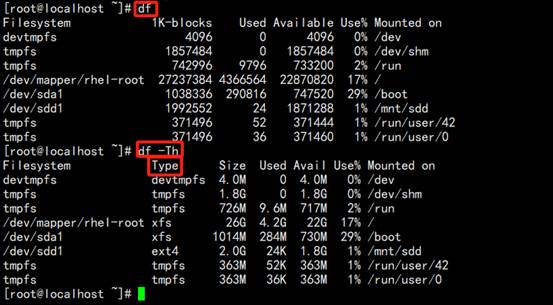 [root@localhost ~]# df
Filesystem 1K-blocks Used Available Use% Mounted on
devtmpfs 4096 0 4096 0% /dev
tmpfs 1857484 0 1857484 0% /dev/shm
tmpfs 742996 9796 733200 2% /run
/dev/mapper/rhel-root 27237384 4366564 22870820 17% /
/dev/sda1 1038336 290816 747520 29% /boot
/dev/sdd1 1992552 24 1871288 1% /mnt/sdd
tmpfs 371496 52 371444 1% /run/user/42
tmpfs 371496 36 371460 1% /run/user/0
[root@localhost ~]# df -Th
Filesystem Type Size Used Avail Use% Mounted on
devtmpfs devtmpfs 4.0M 0 4.0M 0% /dev
tmpfs tmpfs 1.8G 0 1.8G 0% /dev/shm
tmpfs tmpfs 726M 9.6M 717M 2% /run
/dev/mapper/rhel-root xfs 26G 4.2G 22G 17% /
/dev/sda1 xfs 1014M 284M 730M 29% /boot
/dev/sdd1 ext4 2.0G 24K 1.8G 1% /mnt/sdd
tmpfs tmpfs 363M 52K 363M 1% /run/user/42
tmpfs tmpfs 363M 36K 363M 1% /run/user/0
[root@localhost ~]#